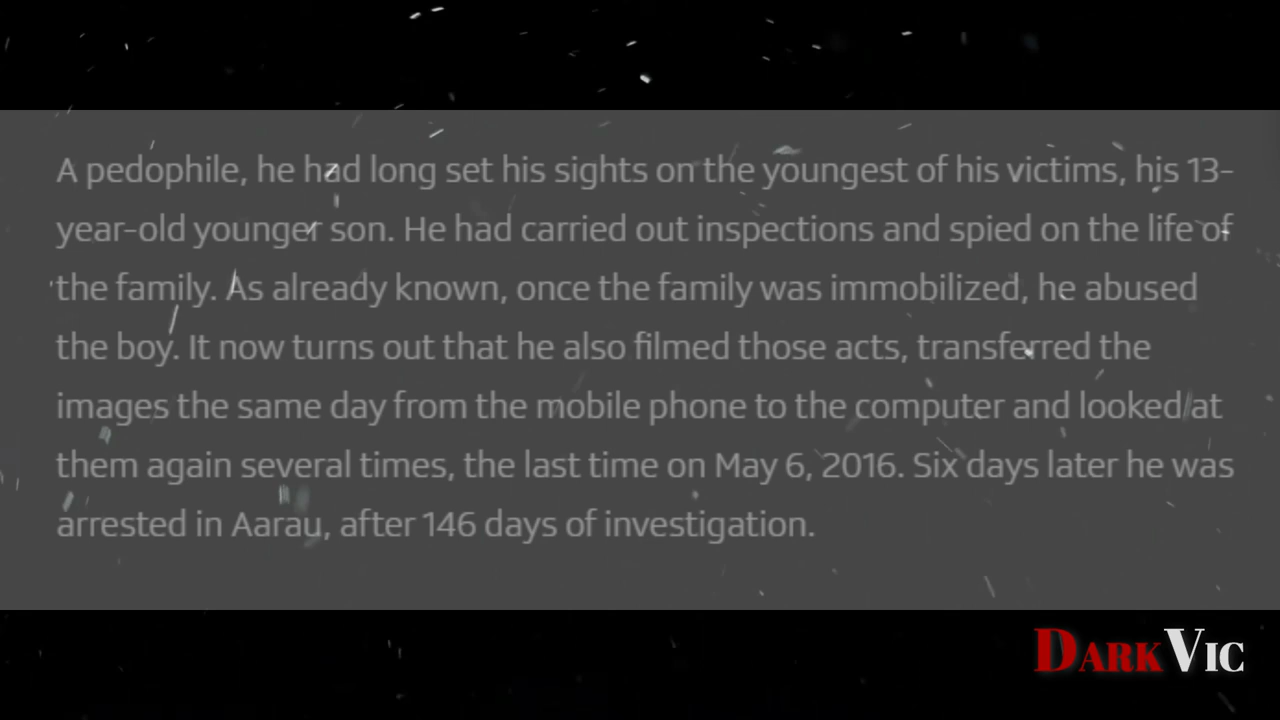 A pedophile, he had long set his sights on the youngest of his victims, his 13-
year-old younger son. He had carried out inspections and spied on the life of
the family. As already known, once the family was immobilized, he abused
the boy. It now turns out that he also filmed those acts, transferred the
images the same day from the mobile phone to the computer and looked at
them again several times, the last time on May 6, 2016. Six days later he was
arrested in Aarau, after 146 days of investigation.
DARKVIC